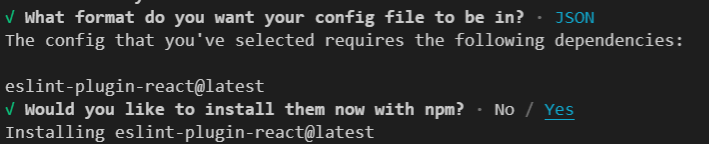 √ What format do you want your config file to be in? · JSON
The config that you've selected requires the following dependencies:
eslint-plugin-react@latest
√ Would you like to install them now with npm? · No / Yes
Installing eslint-plugin-react@latest